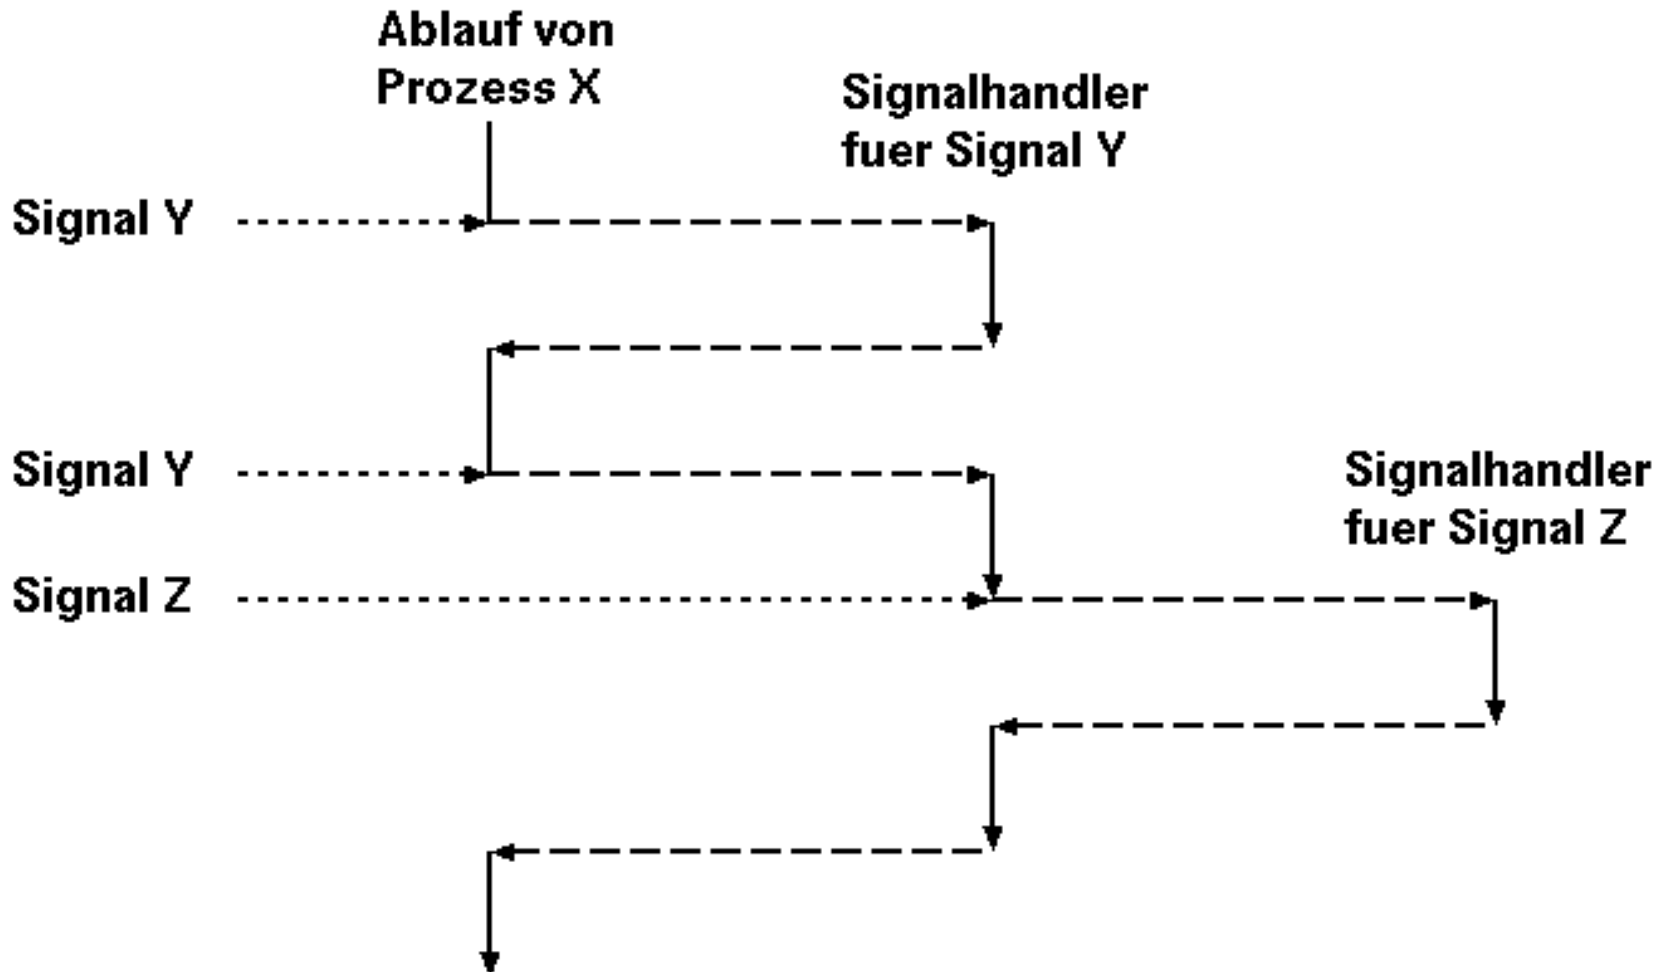 Ablauf von
Prozess X
Signalhandler
fuer Signal Y
Signal Y
Signal Y
Signalhandler
fuer Signal Z
Signal Z